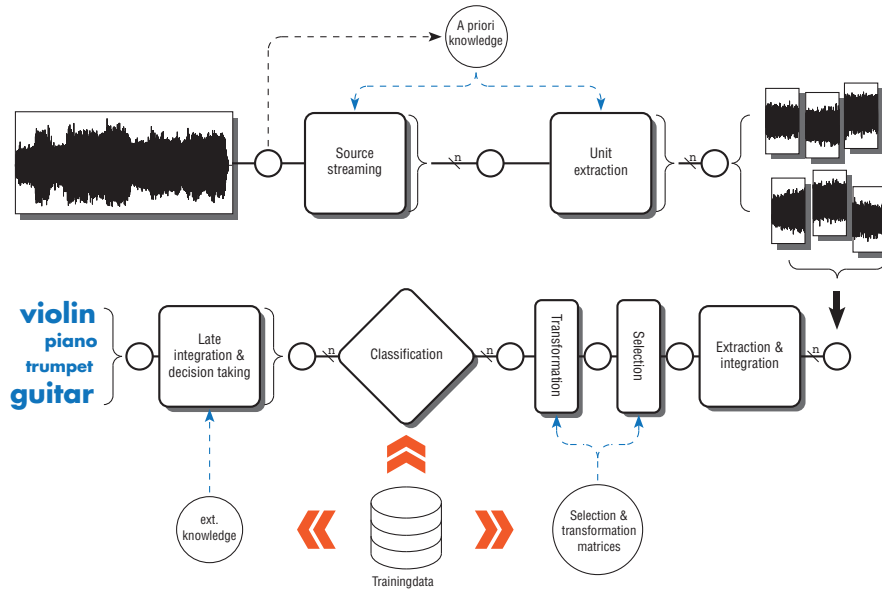 A priori
knowledge
Source
streaming
n
Unit
extraction
n
violin
piano
trumpet
guitar
Late
integration &
decision taking
n
Classification
n
Transformation
Selection
Extraction &
integration
n
ext.
knowledge
Trainingdata
Selection &
transformation
matrices